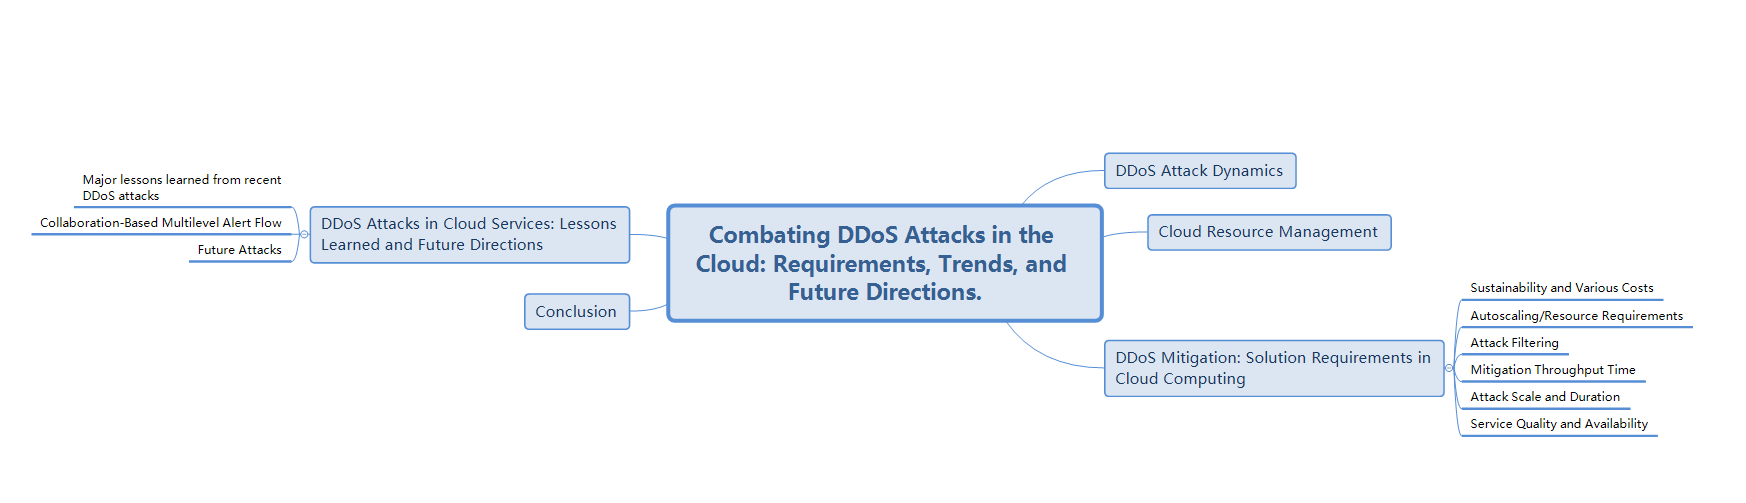 Combating DDoS Attacks in the
Cloud: Requirements, Trends, and
Future Directions.
DDoS Attack Dynamics
Cloud Resource Management
DDoS Mitigation: Solution Requirements in
Cloud Computing
Sustainability and Various Costs
Autoscaling/Resource Requirements
Attack Filtering
Mitigation Throughput Time
Attack Scale and Duration
Service Quality and Availability
DDoS Attacks in Cloud Services: Lessons
Learned and Future Directions
Major lessons learned from recent
DDoS attacks
Collaboration-Based Multilevel Alert Flow
Future Attacks
Conclusion